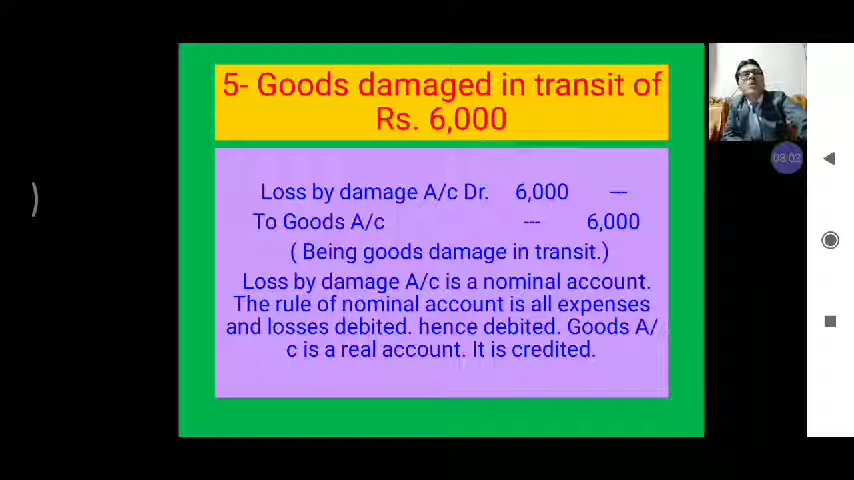 5- Goods damaged in transit of
Rs. 6,000
08:02
Loss by damage A/c Dr. 6,000 ---
To Goods A/c --- 6,000
( Being goods damage in transit.)
Loss by damage A/c is a nominal account.
The rule of nominal account is all expenses
and losses debited. hence debited. Goods A/
c is a real account. It is credited.